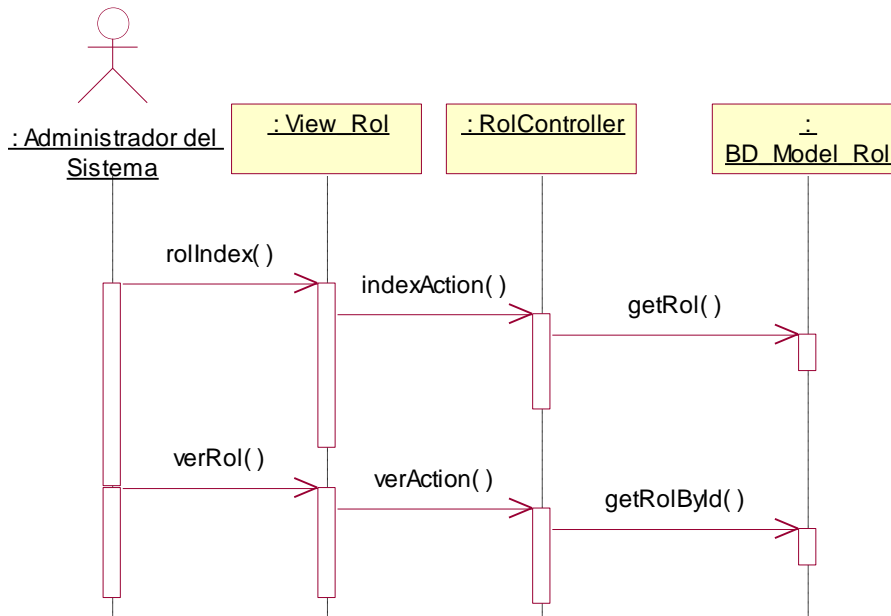 : Administrador del
Sistema
: View_Rol
: RolController
:
BD_Model_Rol
rolIndex( )
indexAction( )
getRol( )
verRol( )
verAction( )
getRolById( )